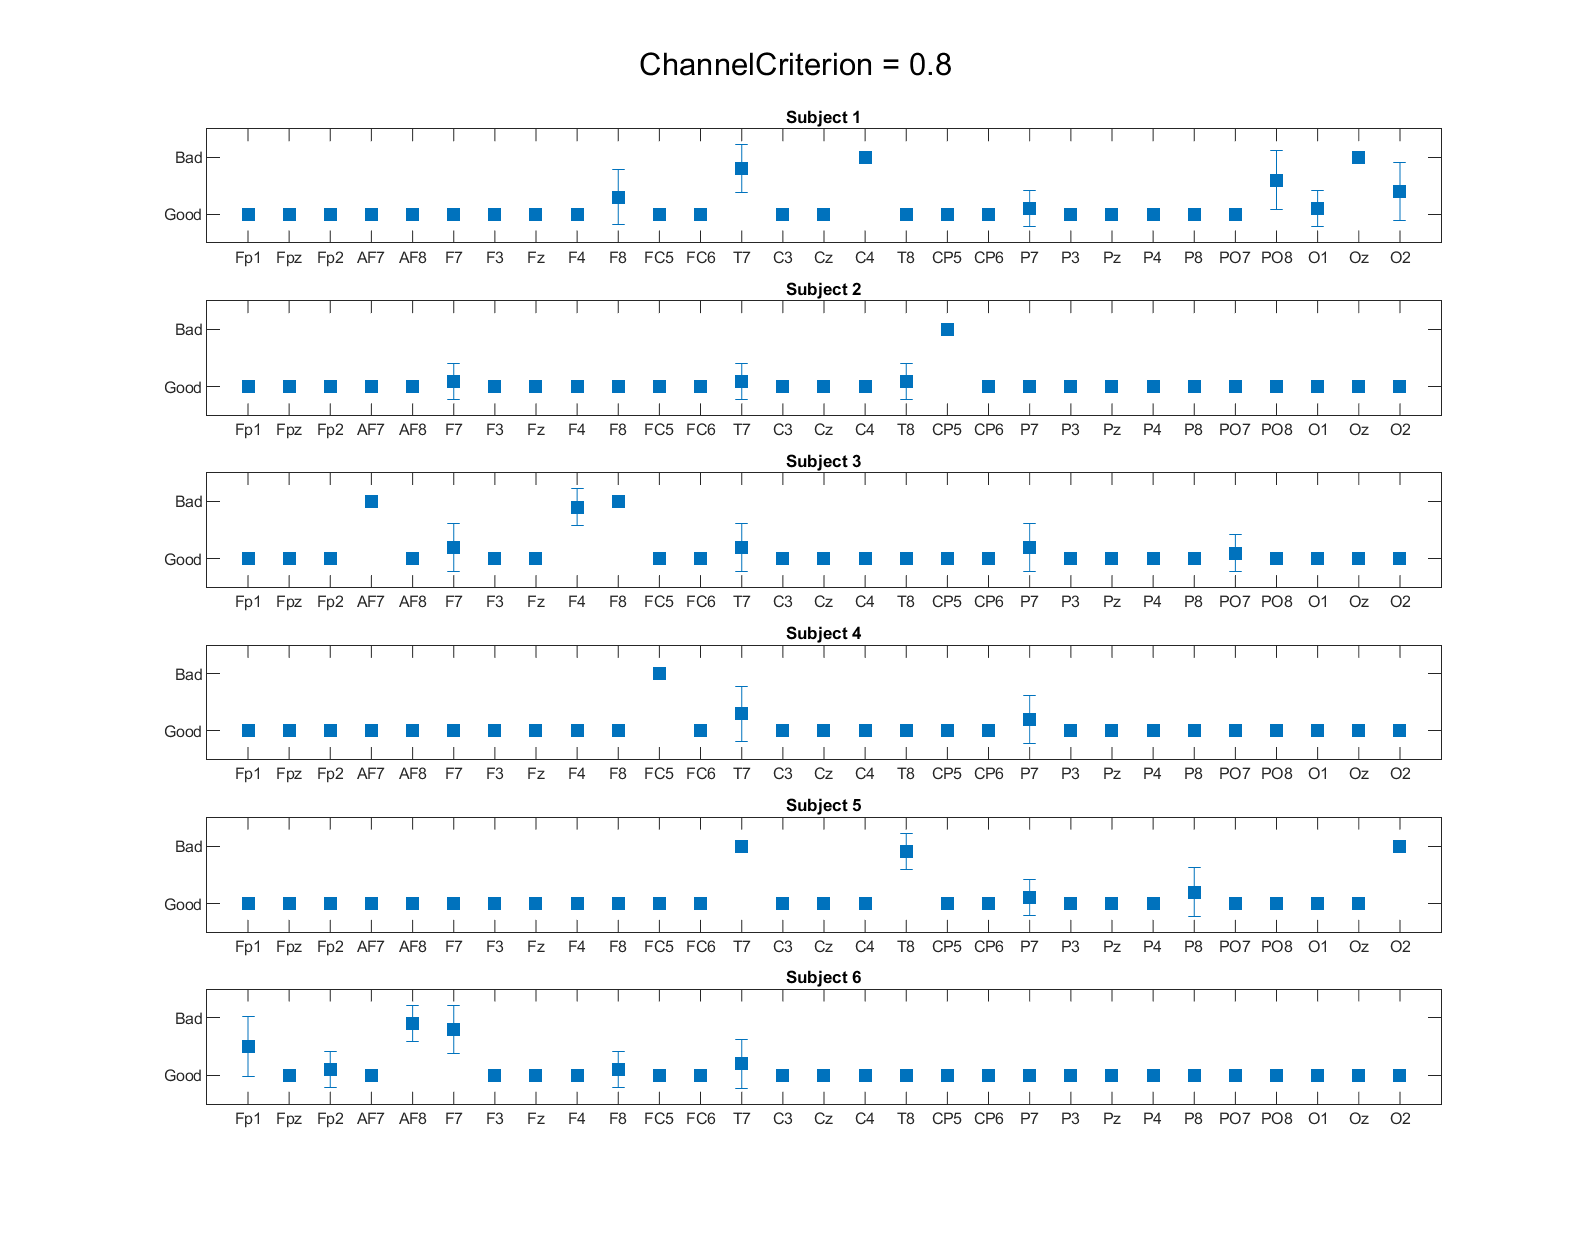 ChannelCriterion = 0.8
Subject 1
Bad
Good
Fp1 Fpz Fp2 AF7 AF8 F7 F3 Fz F4 F8 FC5 FC6 T7 C3 Cz C4 T8 CP5 CP6 P7 P3 Pz P4 P8 PO7 PO8 O1 Oz O2
Subject 2
Bad
Good
Fp1 Fpz Fp2 AF7 AF8 F7 F3 Fz F4 F8 FC5 FC6 T7 C3 Cz C4 T8 CP5 CP6 P7 P3 Pz P4 P8 PO7 PO8 O1 Oz O2
Subject 3
Bad
Good
Fp1 Fpz Fp2 AF7 AF8 F7 F3 Fz F4 F8 FC5 FC6 T7 C3 Cz C4 T8 CP5 CP6 P7 P3 Pz P4 P8 PO7 PO8 O1 Oz O2
Subject 4
Bad
Good
Fp1 Fpz Fp2 AF7 AF8 F7 F3 Fz F4 F8 FC5 FC6 T7 C3 Cz C4 T8 CP5 CP6 P7 P3 Pz P4 P8 PO7 PO8 O1 Oz O2
Subject 5
Bad
Good
Fp1 Fpz Fp2 AF7 AF8 F7 F3 Fz F4 F8 FC5 FC6 T7 C3 Cz C4 T8 CP5 CP6 P7 P3 Pz P4 P8 PO7 PO8 O1 Oz O2
Subject 6
Bad
Good
Fp1 Fpz Fp2 AF7 AF8 F7 F3 Fz F4 F8 FC5 FC6 T7 C3 Cz C4 T8 CP5 CP6 P7 P3 Pz P4 P8 PO7 PO8 O1 Oz O2